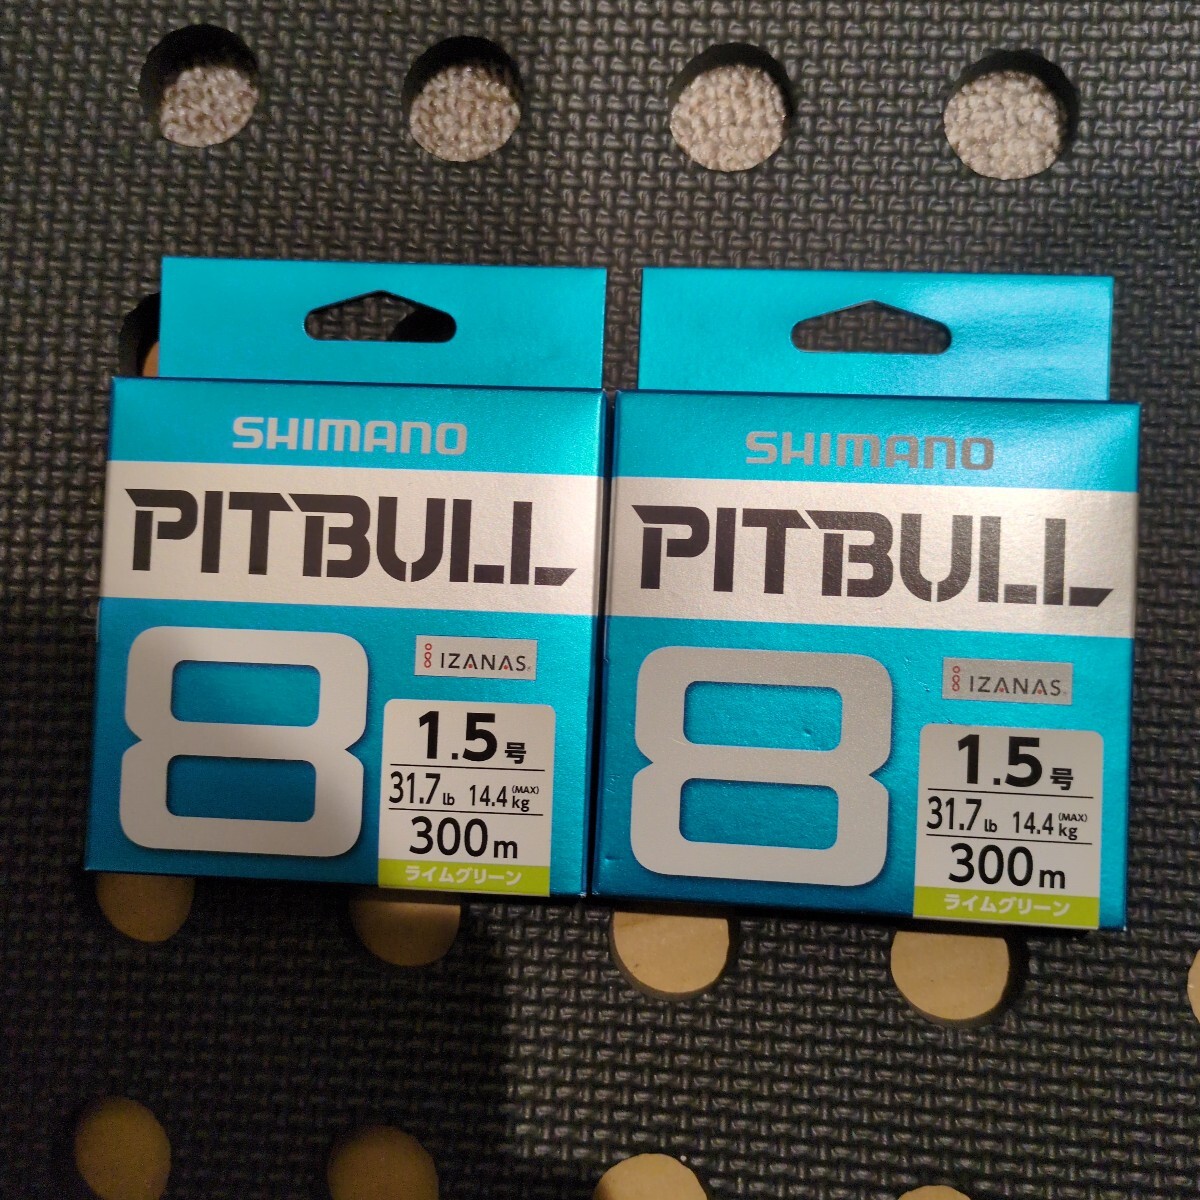 SHIMANO
PITBULL
8
IZANAS
1.5号
31.7lb 14.4kg (MAX)
300m
ライムグリーン
SHIMANO
PITBULL
8
IZANAS
1.5号
31.7lb 14.4kg (MAX)
300m
ライムグリーン